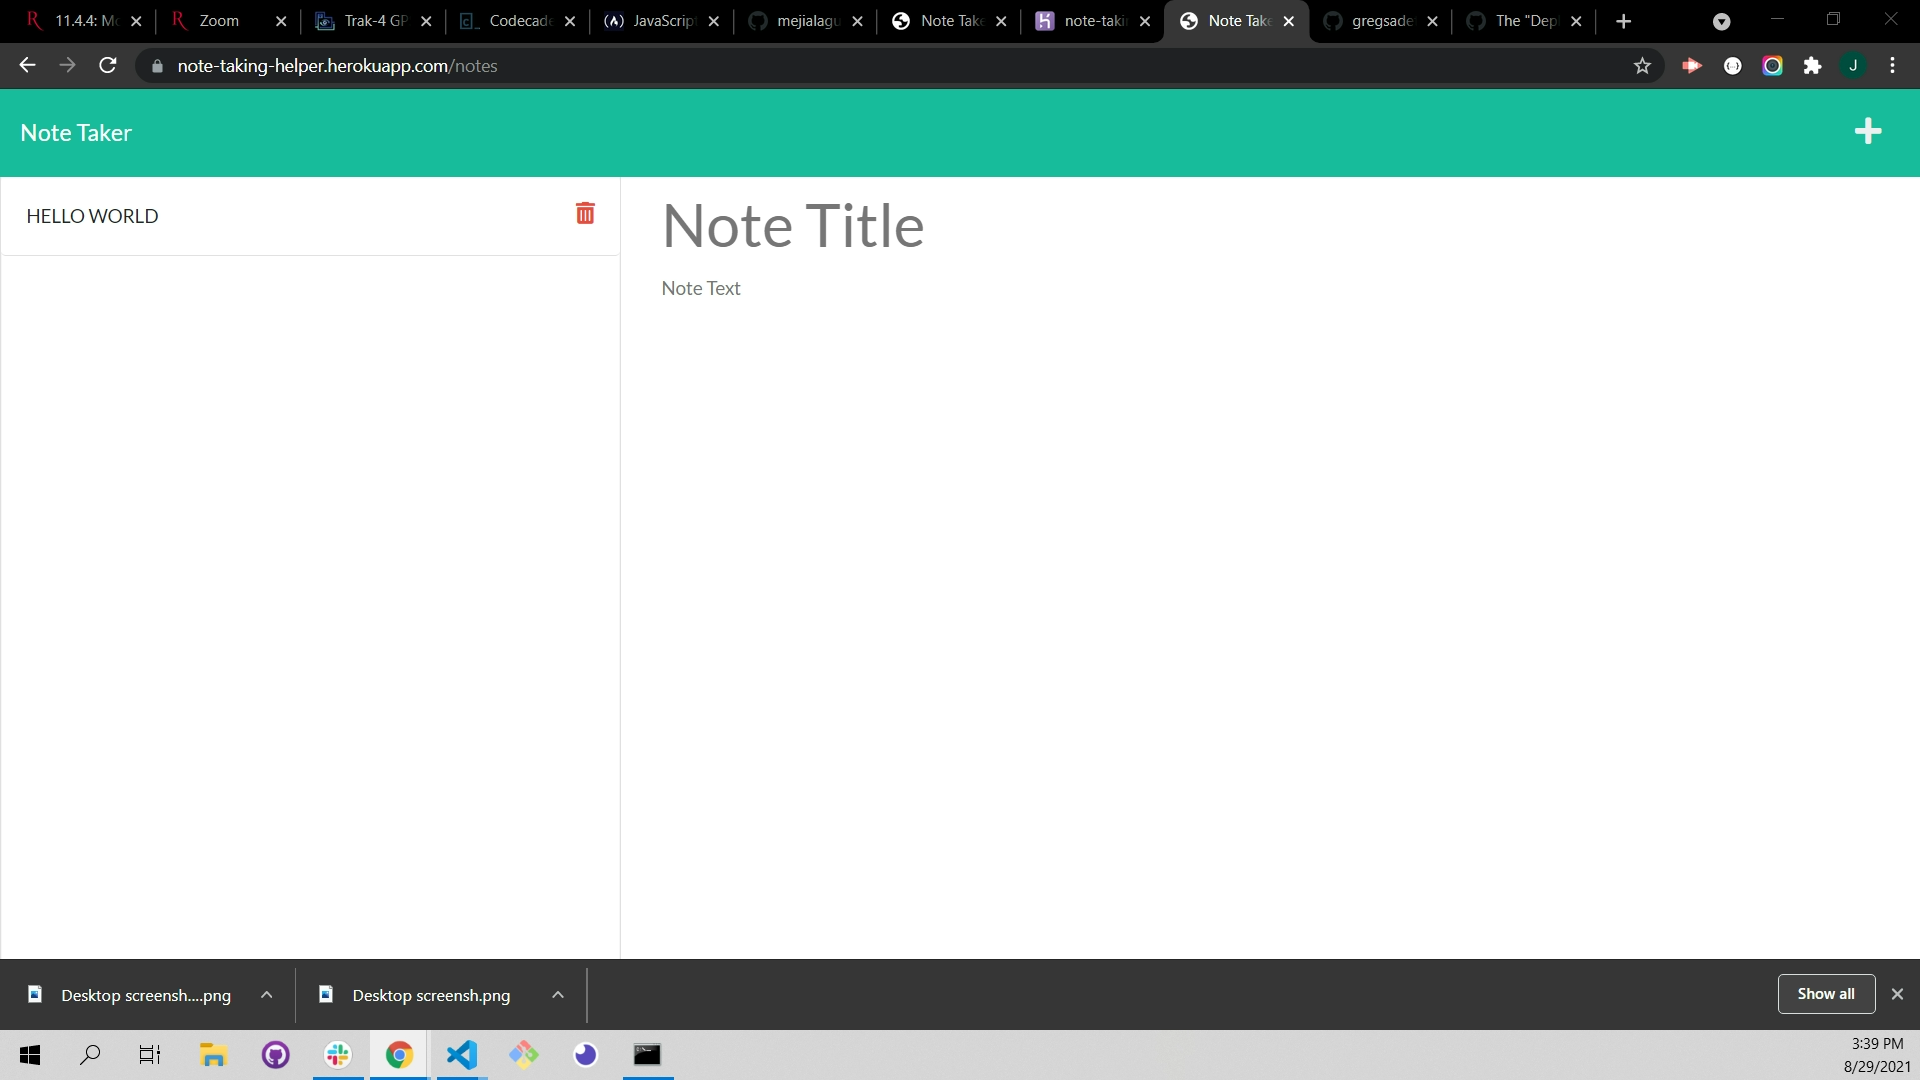 11.4.4: Mo
Zoom
Trak-4 GP
Codecade
JavaScript
mejialagu
Note Take
note-takin
Note Take
gregsade
The "Depl
note-taking-helper.herokuapp.com/notes
J
Note Taker
HELLO WORLD
Note Title
Note Text
Desktop screensh....png
Desktop screensh.png
Show all
3:39 PM
8/29/2021